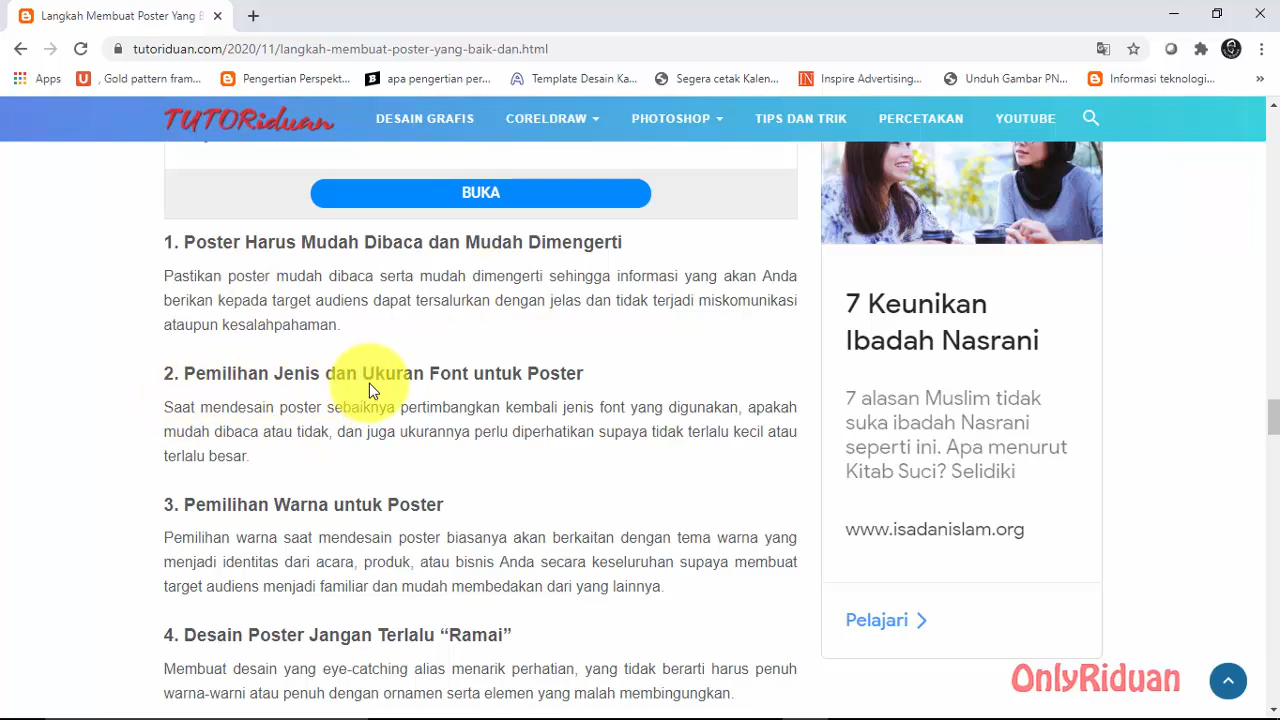 Langkah Membuat Poster Yang B
tutoriduan.com/2020/11/langkah-membuat-poster-yang-baik-dan.html
Apps
, Gold pattern fram...
Pengertian Perspekt...
apa pengertian per...
Template Desain Ka...
Segera cetak Kalen...
Inspire Advertising...
Unduh Gambar PN...
Informasi teknologi...
»
TUTORiduan
DESAIN GRAFIS
CORELDRAW
PHOTOSHOP
TIPS DAN TRIK
PERCETAKAN
YOUTUBE
BUKA
1. Poster Harus Mudah Dibaca dan Mudah Dimengerti
Pastikan poster mudah dibaca serta mudah dimengerti sehingga informasi yang akan Anda
berikan kepada target audiens dapat tersalurkan dengan jelas dan tidak terjadi miskomunikasi
ataupun kesalahpahaman.
2. Pemilihan Jenis dan Ukuran Font untuk Poster
Saat mendesain poster sebaiknya pertimbangkan kembali jenis font yang digunakan, apakah
mudah dibaca atau tidak, dan juga ukurannya perlu diperhatikan supaya tidak terlalu kecil atau
terlalu besar.
3. Pemilihan Warna untuk Poster
Pemilihan warna saat mendesain poster biasanya akan berkaitan dengan tema warna yang
menjadi identitas dari acara, produk, atau bisnis Anda secara keseluruhan supaya membuat
target audiens menjadi familiar dan mudah membedakan dari yang lainnya.
4. Desain Poster Jangan Terlalu “Ramai”
Membuat desain yang eye-catching alias menarik perhatian, yang tidak berarti harus penuh
warna-warni atau penuh dengan ornamen serta elemen yang malah membingungkan.
7 Keunikan
Ibadah Nasrani
7 alasan Muslim tidak
suka ibadah Nasrani
seperti ini. Apa menurut
Kitab Suci? Selidiki
www.isadanislam.org
Pelajari
OnlyRiduan